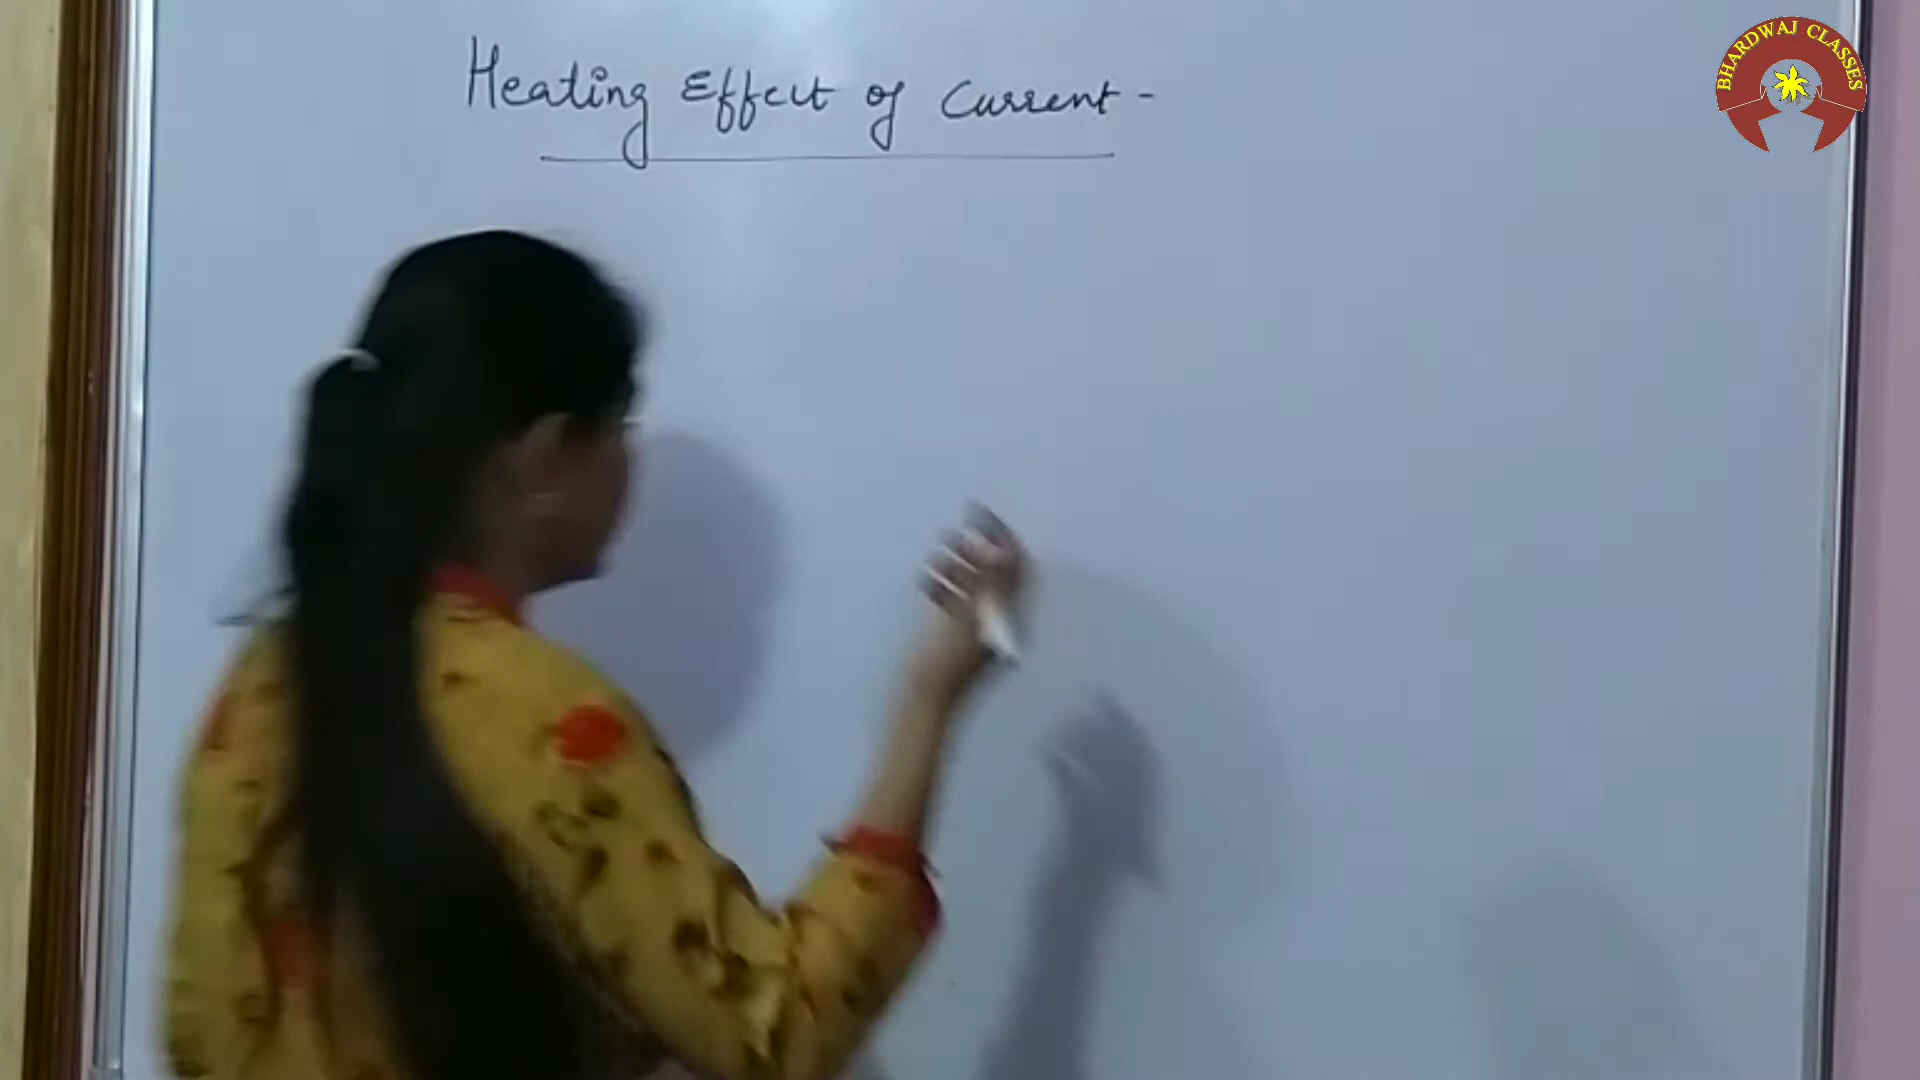 Heating Effect of Current -
BHARDWAJ CLASSES